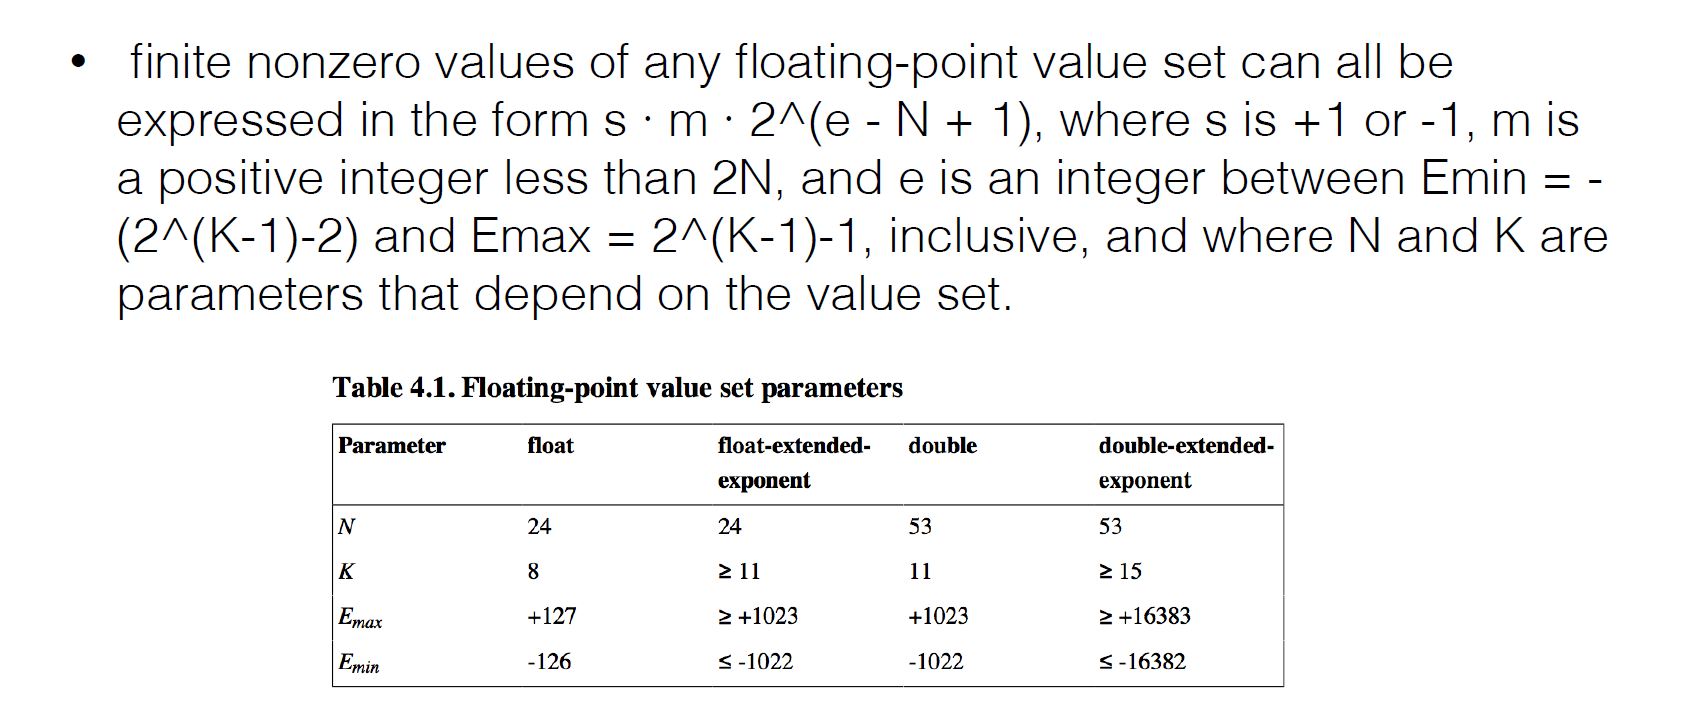 • finite nonzero values of any floating-point value set can all be
expressed in the form s · m · 2^(e - N + 1), where s is +1 or -1, m is
a positive integer less than 2N, and e is an integer between Emin = -
(2^(K-1)-2) and Emax = 2^(K-1)-1, inclusive, and where N and K are
parameters that depend on the value set.
Table 4.1. Floating-point value set parameters
Parameter float float-extended- double double-extended-
exponent exponent
N 24 24 53 53
K 8 ≥ 11 11 ≥ 15
Emax +127 ≥ +1023 +1023 ≥ +16383
Emin -126 ≤ -1022 -1022 ≤ -16382